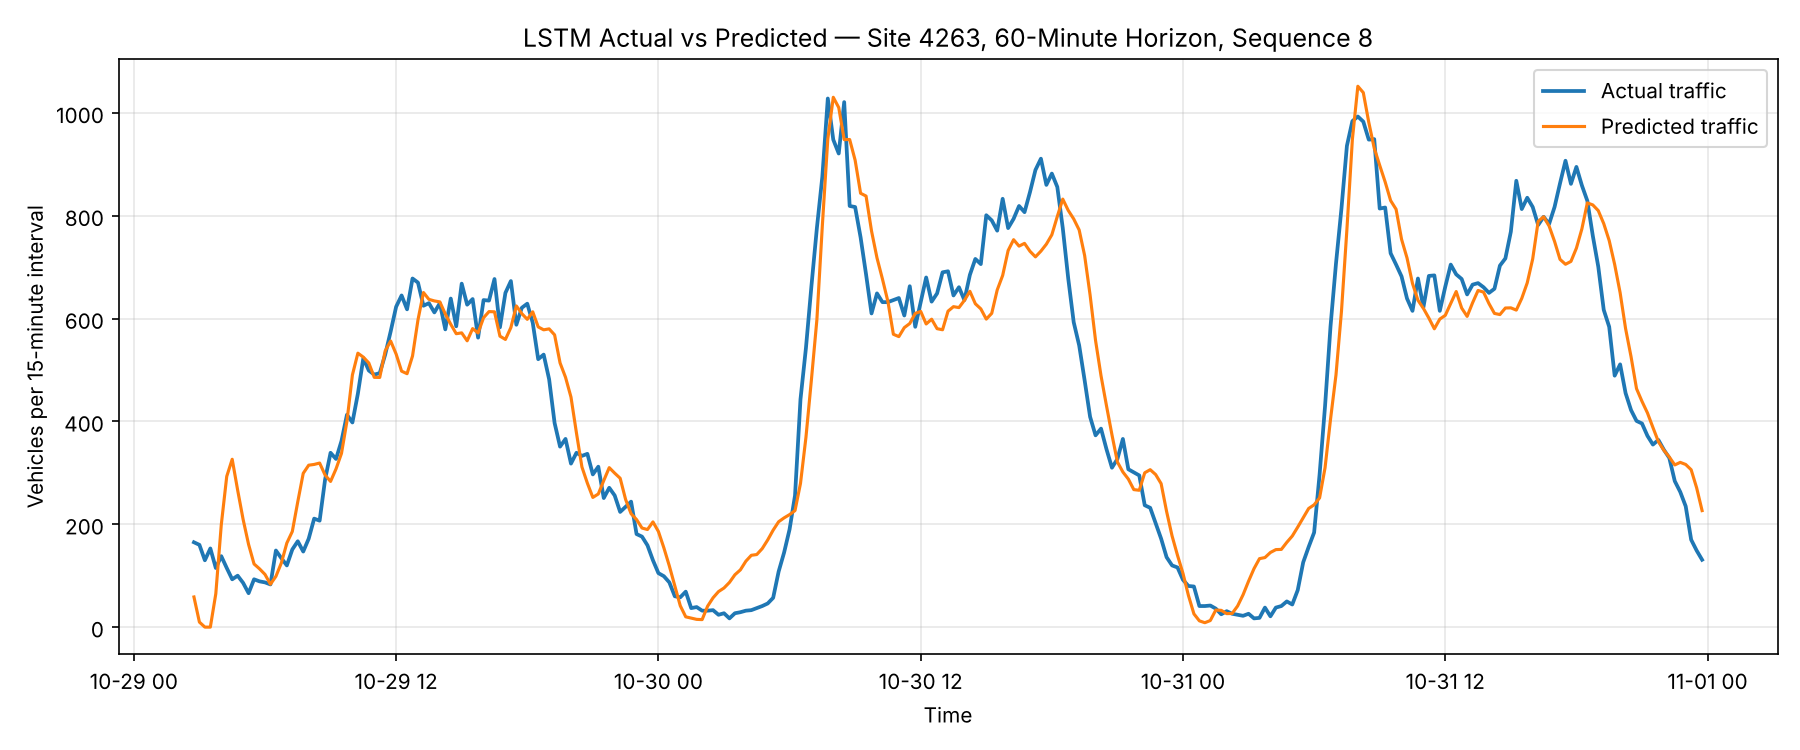 LSTM Actual vs Predicted — Site 4263, 60-Minute Horizon, Sequence 8
Actual traffic
Predicted traffic
Vehicles per 15-minute interval
1000
800
600
400
200
0
10-29 00
10-29 12
10-30 00
10-30 12
10-31 00
10-31 12
11-01 00
Time